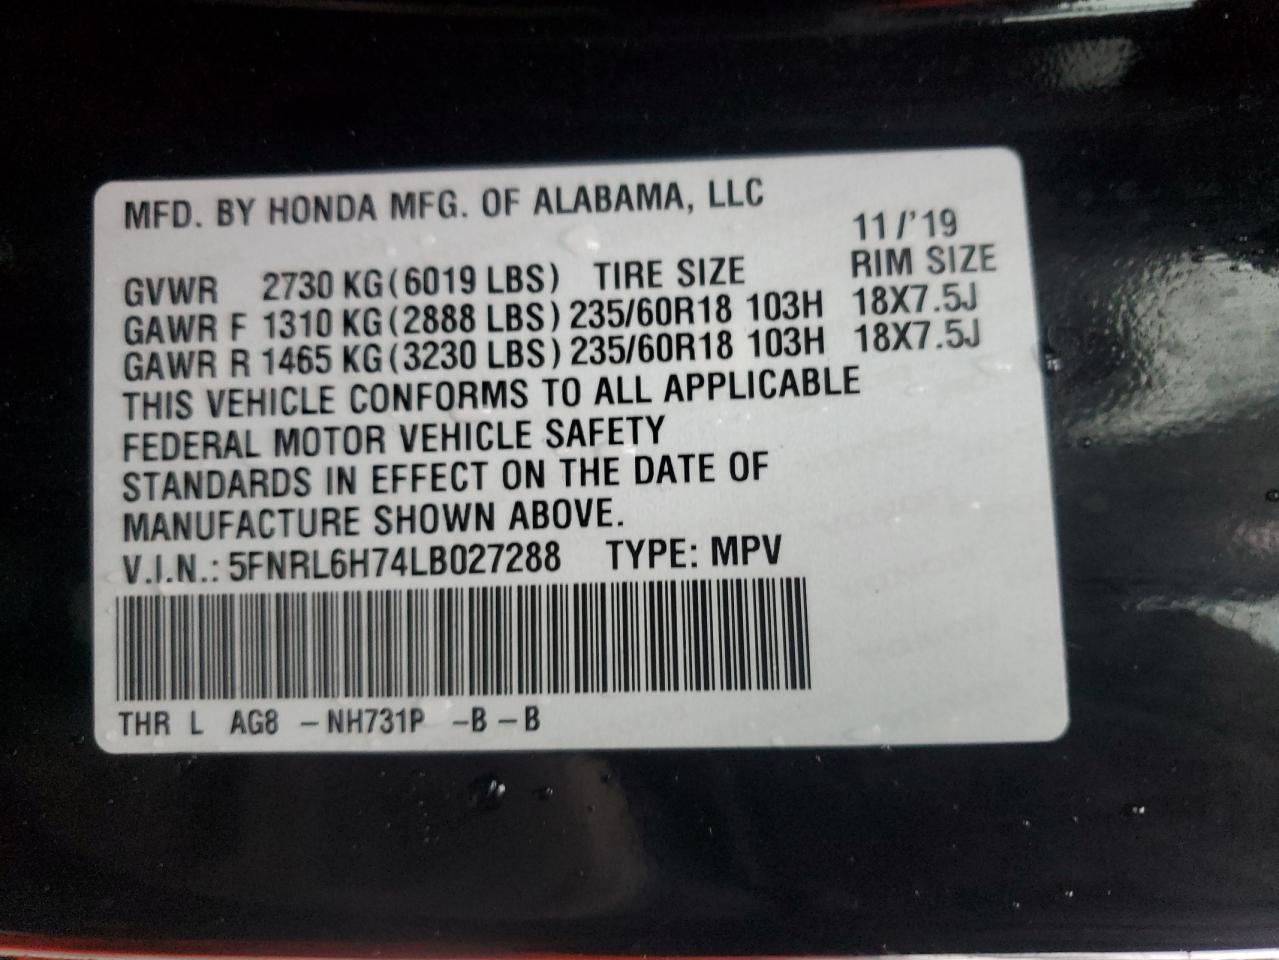 MFD. BY HONDA MFG. OF ALABAMA, LLC
11/'19
GVWR 2730 KG(6019 LBS) TIRE SIZE RIM SIZE
GAWR F 1310 KG(2888 LBS) 235/60R18 103H 18X7.5J
GAWR R 1465 KG(3230 LBS) 235/60R18 103H 18X7.5J
THIS VEHICLE CONFORMS TO ALL APPLICABLE
FEDERAL MOTOR VEHICLE SAFETY
STANDARDS IN EFFECT ON THE DATE OF
MANUFACTURE SHOWN ABOVE.
V.I.N.: 5FNRL6H74LB027288 TYPE: MPV
THR L AG8 -NH731P -B -B